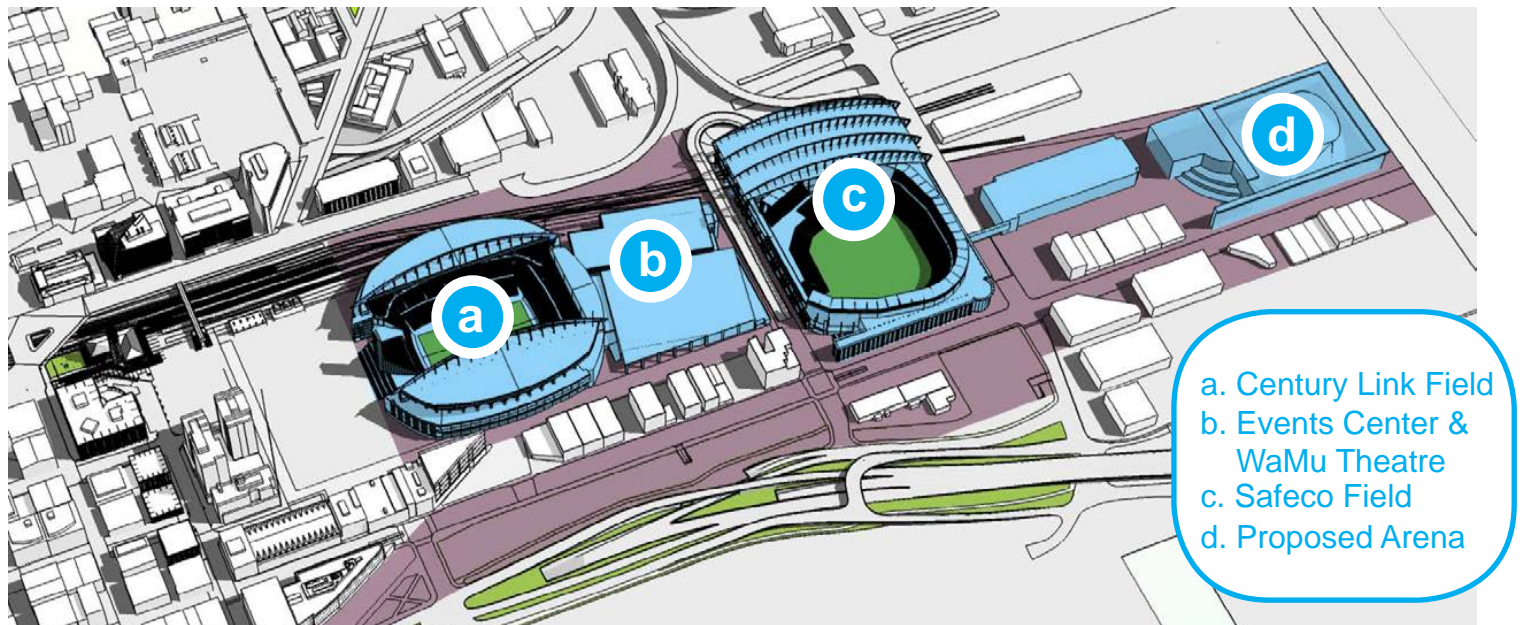 a
b
c
d
a. Century Link Field
b. Events Center &
WaMu Theatre
c. Safeco Field
d. Proposed Arena